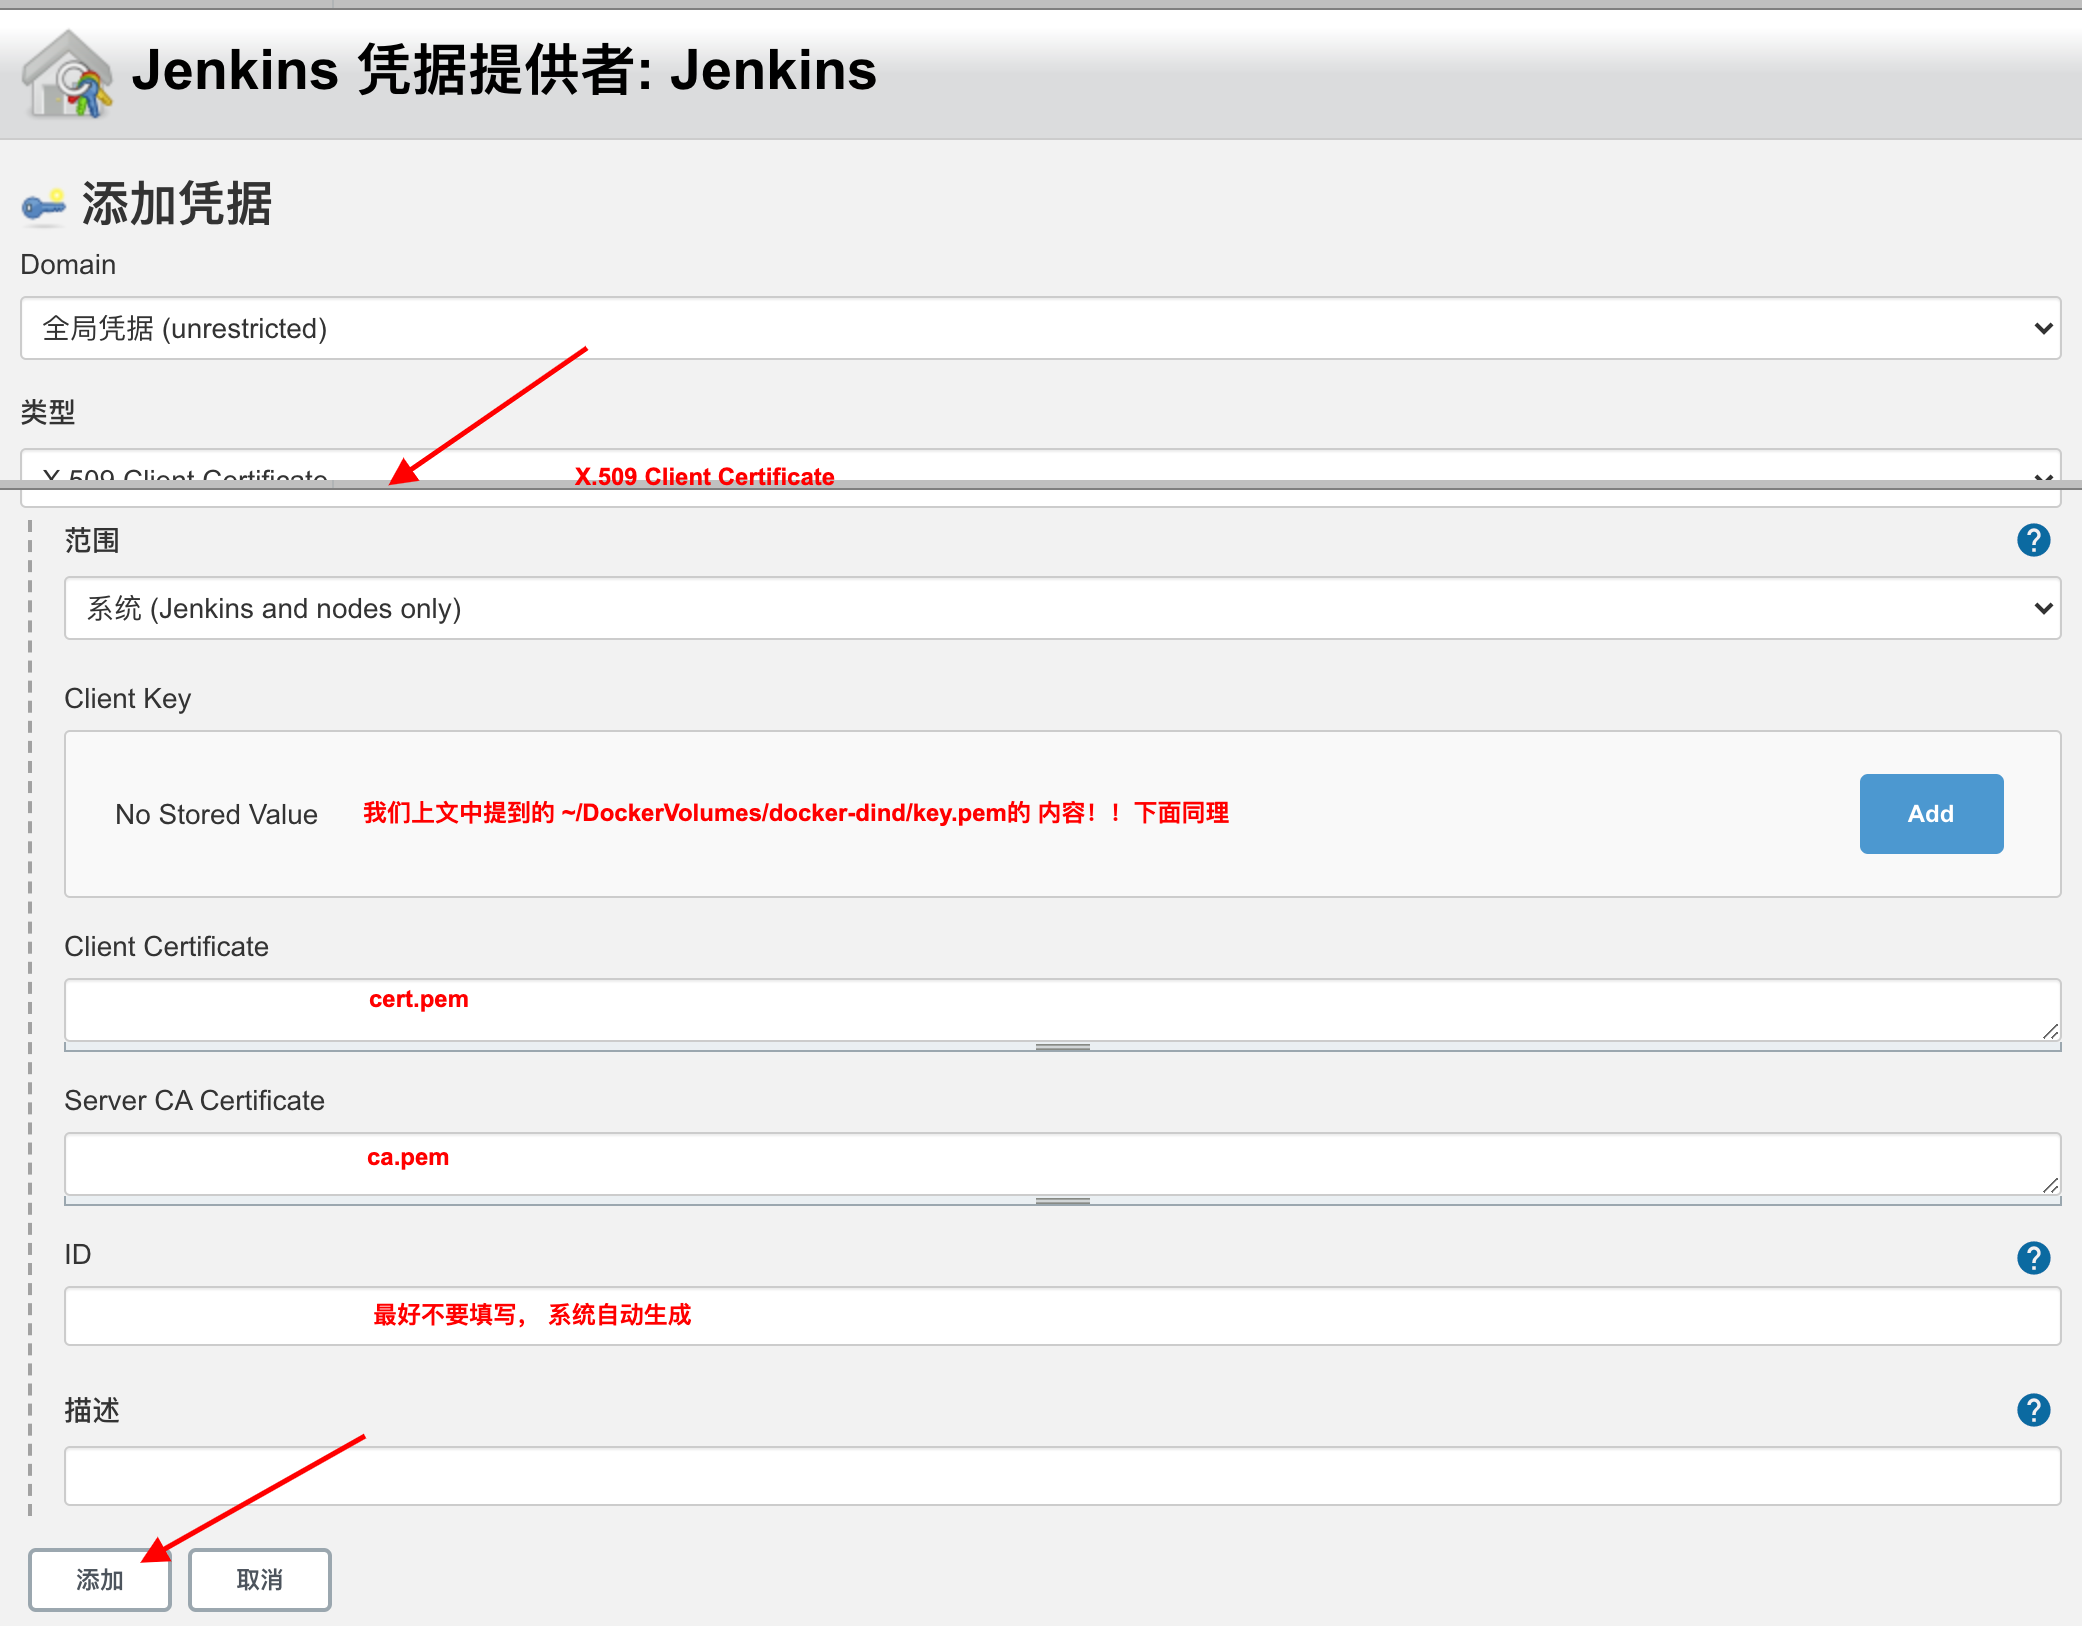 Jenkins 凭据提供者: Jenkins
添加凭据
Domain
全局凭据 (unrestricted)
类型
X.509 Client Certificate
X.509 Client Certificate
范围
系统 (Jenkins and nodes only)
Client Key
No Stored Value
我们上文中提到的 ~/DockerVolumes/docker-dind/key.pem的 内容！！下面同理
Add
Client Certificate
cert.pem
Server CA Certificate
ca.pem
ID
最好不要填写， 系统自动生成
描述
添加
取消